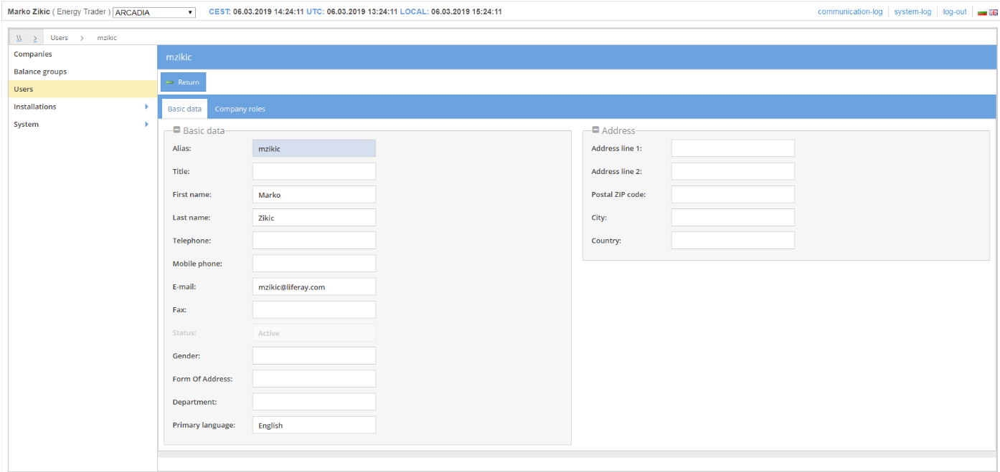 Marko Zikic ( Energy Trader ) ARCADIA CEST: 06.03.2019 14:24:11 UTC: 06.03.2019 13:24:11 LOCAL: 06.03.2019 15:24:11 communication-log system-log log-out
\\ > Users > mzikic
Companies
Balance groups
Users
Installations
System
mzikic
Return
Basic data Company roles
Basic data
Alias: mzikic
Title:
First name: Marko
Last name: Zikic
Telephone:
Mobile phone:
E-mail: mzikic@liferay.com
Fax:
Status: Active
Gender:
Form Of Address:
Department:
Primary language: English
Address
Address line 1:
Address line 2:
Postal ZIP code:
City:
Country: